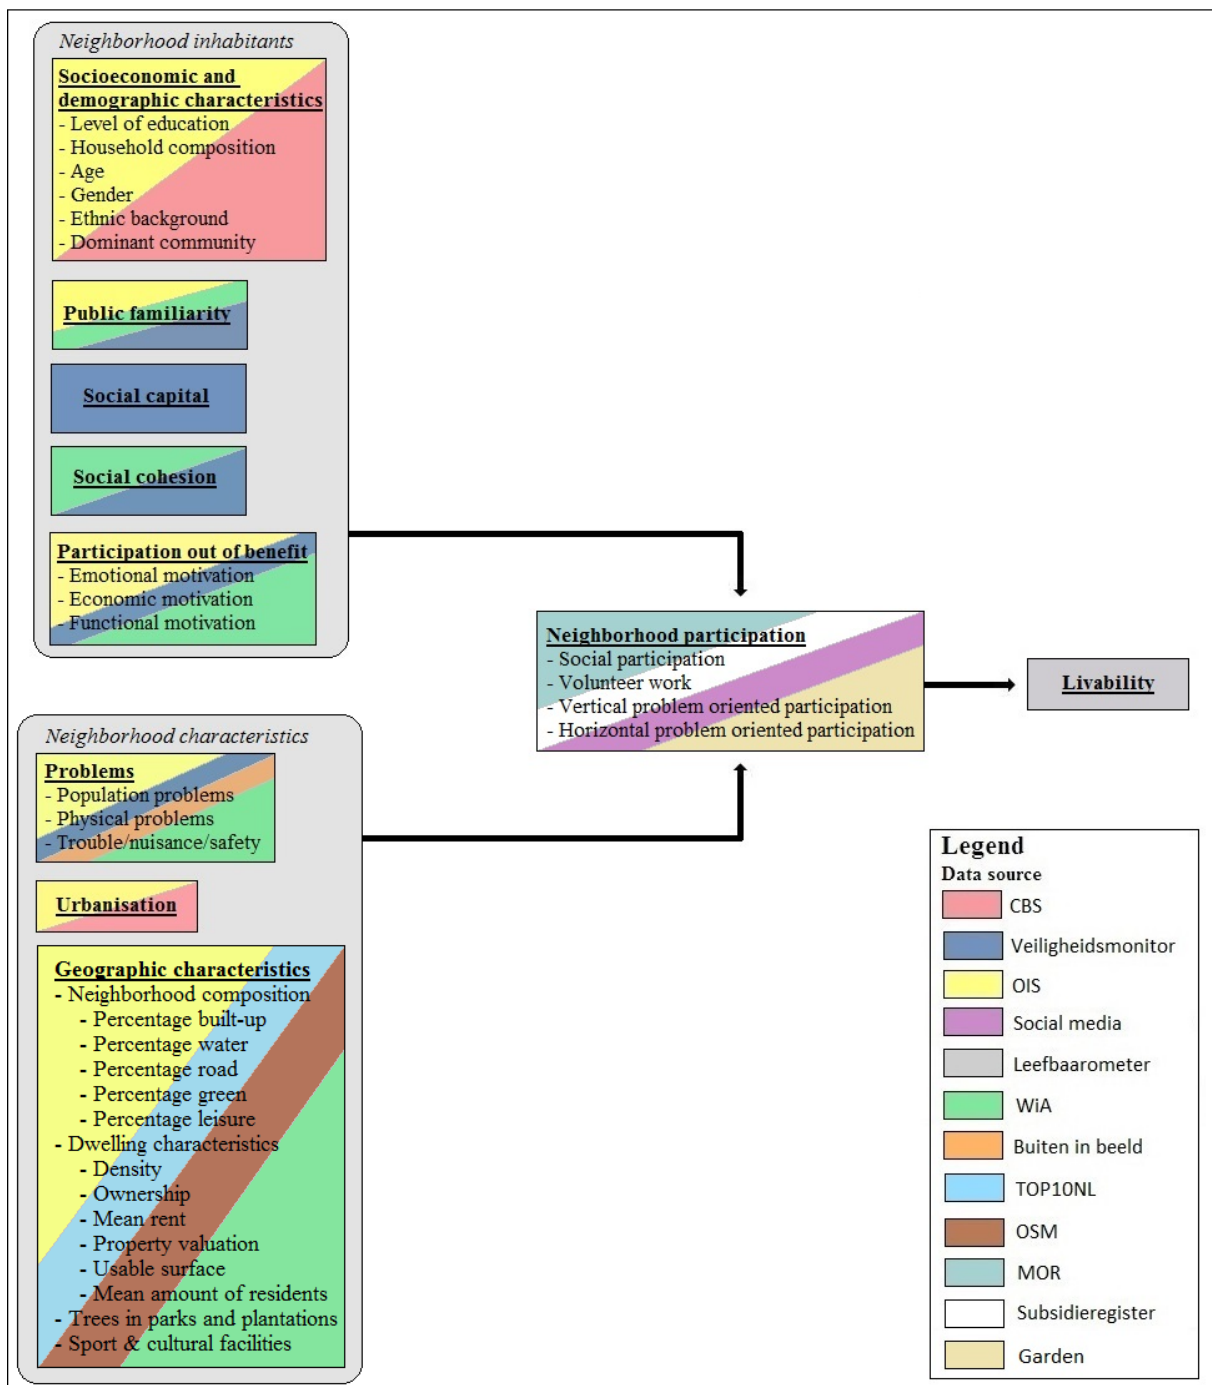 Neighborhood inhabitants
Socioeconomic and
demographic characteristics
- Level of education
- Household composition
- Age
- Gender
- Ethnic background
- Dominant community
Public familiarity
Social capital
Social cohesion
Participation out of benefit
- Emotional motivation
- Economic motivation
- Functional motivation
Neighborhood participation
- Social participation
- Volunteer work
- Vertical problem oriented participation
- Horizontal problem oriented participation
Livability
Neighborhood characteristics
Problems
- Population problems
- Physical problems
- Trouble/nuisance/safety
Urbanisation
Geographic characteristics
- Neighborhood composition
- Percentage built-up
- Percentage water
- Percentage road
- Percentage green
- Percentage leisure
- Dwelling characteristics
- Density
- Ownership
- Mean rent
- Property valuation
- Usable surface
- Mean amount of residents
- Trees in parks and plantations
- Sport & cultural facilities
Legend
Data source
CBS
Veiligheidsmonitor
OIS
Social media
Leefbaarometer
WiA
Buiten in beeld
TOP10NL
OSM
MOR
Subsidieregister
Garden